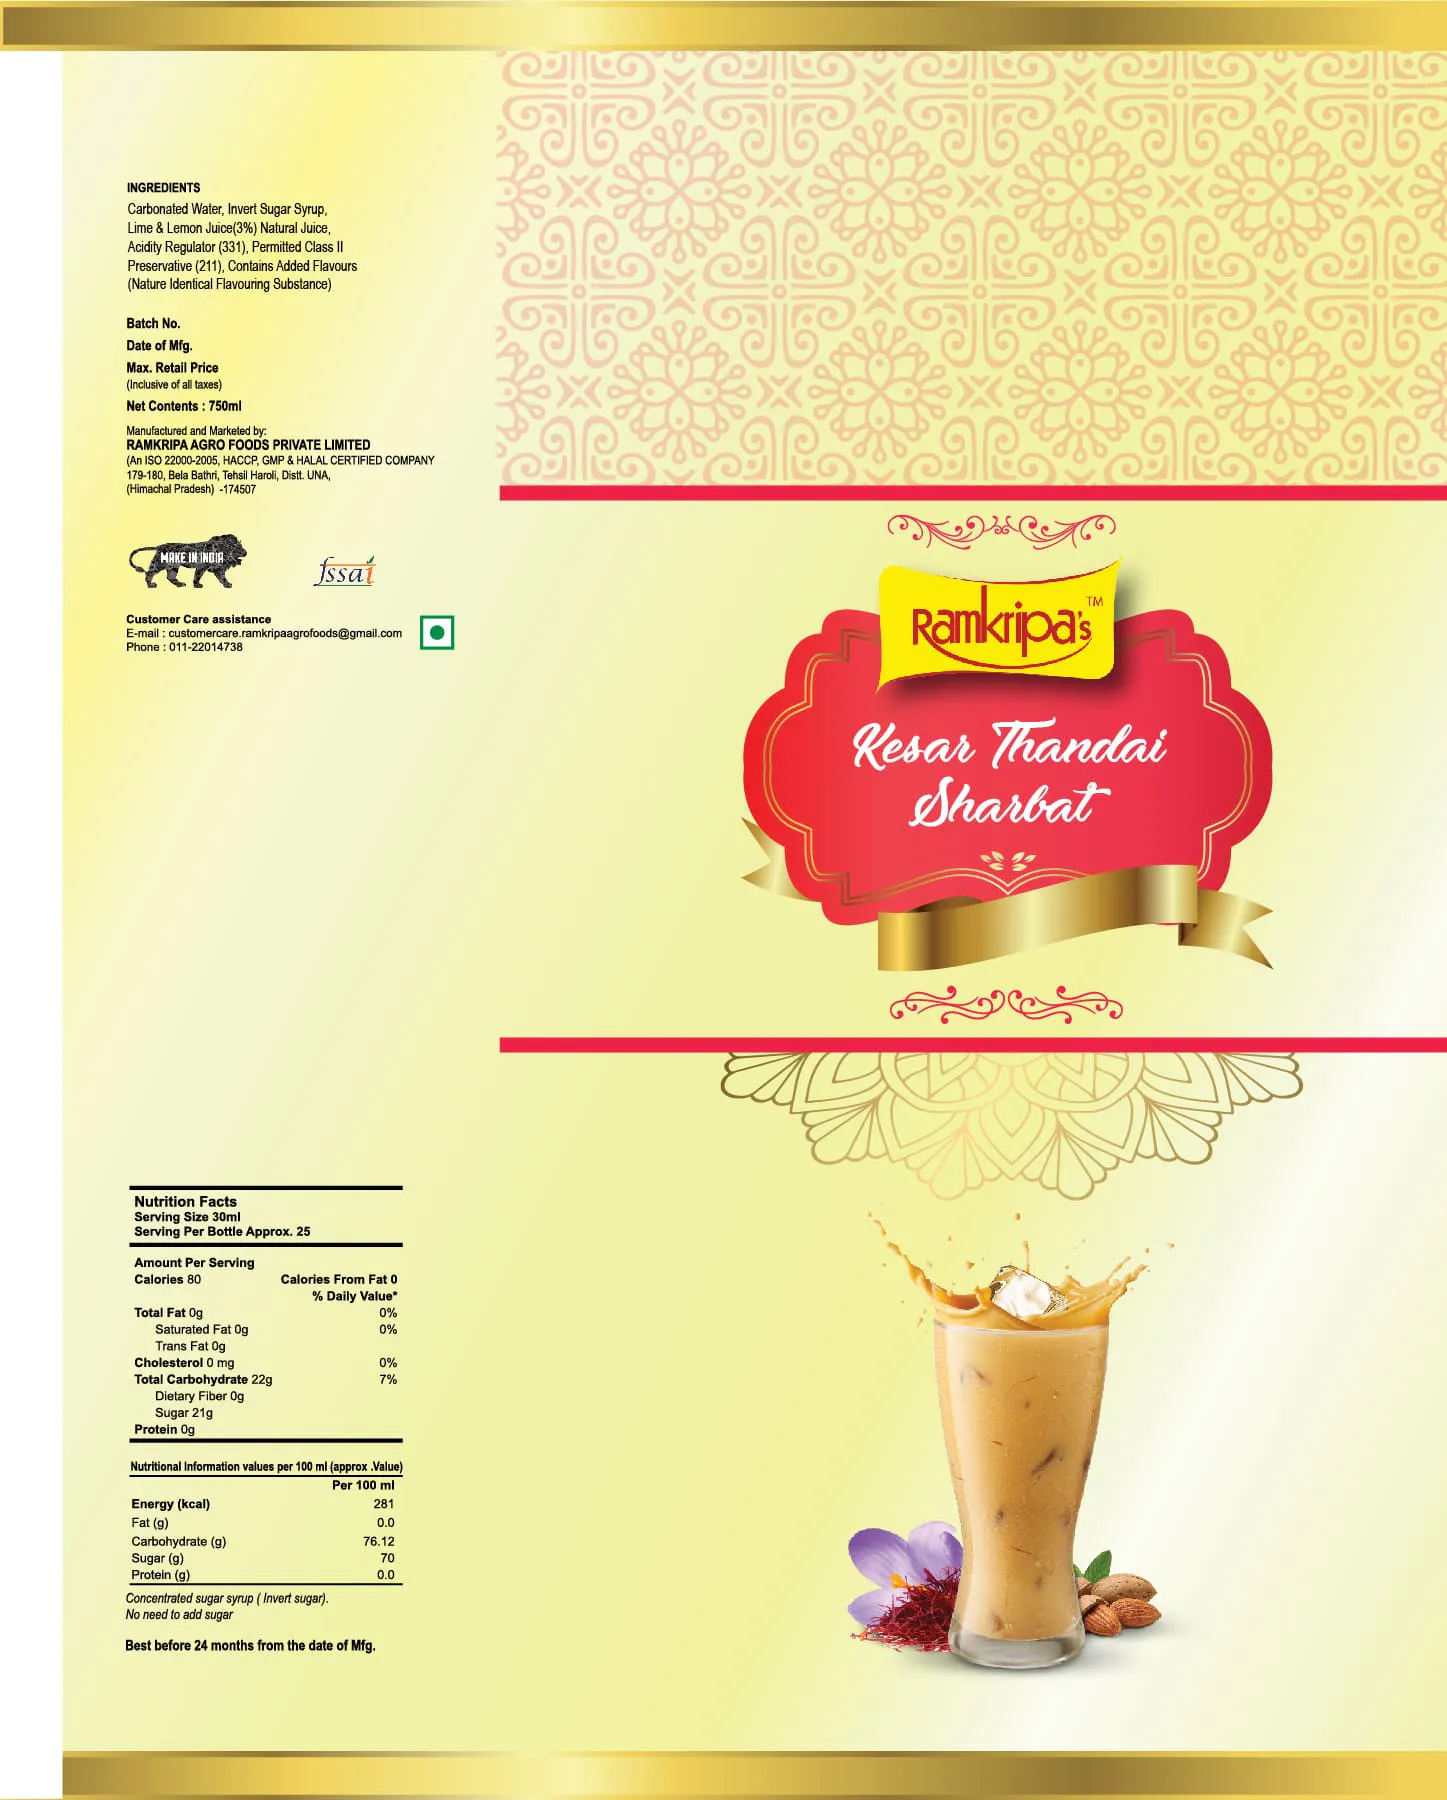 INGREDIENTS
Carbonated Water, Invert Sugar Syrup,
Lime & Lemon Juice(3%) Natural Juice,
Acidity Regulator (331), Permitted Class II
Preservative (211), Contains Added Flavours
(Nature Identical Flavouring Substance)
Batch No.
Date of Mfg.
Max. Retail Price
(Inclusive of all taxes)
Net Contents : 750ml
Manufactured and Marketed by:
RAMKRIPA AGRO FOODS PRIVATE LIMITED
(An ISO 22000-2005, HACCP, GMP & HALAL CERTIFIED COMPANY
179-180, Bela Bathri, Tehsil Haroli, Distt. UNA,
(Himachal Pradesh) -174507
MAKE IN INDIA
fssai
Customer Care assistance
E-mail : customercare.ramkripaagrofoods@gmail.com
Phone : 011-22014738
Ramkripa's TM
Kesar Thandai
Sharbat
Nutrition Facts
Serving Size 30ml
Serving Per Bottle Approx. 25
Amount Per Serving
Calories 80 Calories From Fat 0
% Daily Value*
Total Fat 0g 0%
Saturated Fat 0g 0%
Trans Fat 0g
Cholesterol 0 mg 0%
Total Carbohydrate 22g 7%
Dietary Fiber 0g
Sugar 21g
Protein 0g
Nutritional Information values per 100 ml (approx .Value)
Per 100 ml
Energy (kcal) 281
Fat (g) 0.0
Carbohydrate (g) 76.12
Sugar (g) 70
Protein (g) 0.0
Concentrated sugar syrup ( Invert sugar).
No need to add sugar
Best before 24 months from the date of Mfg.